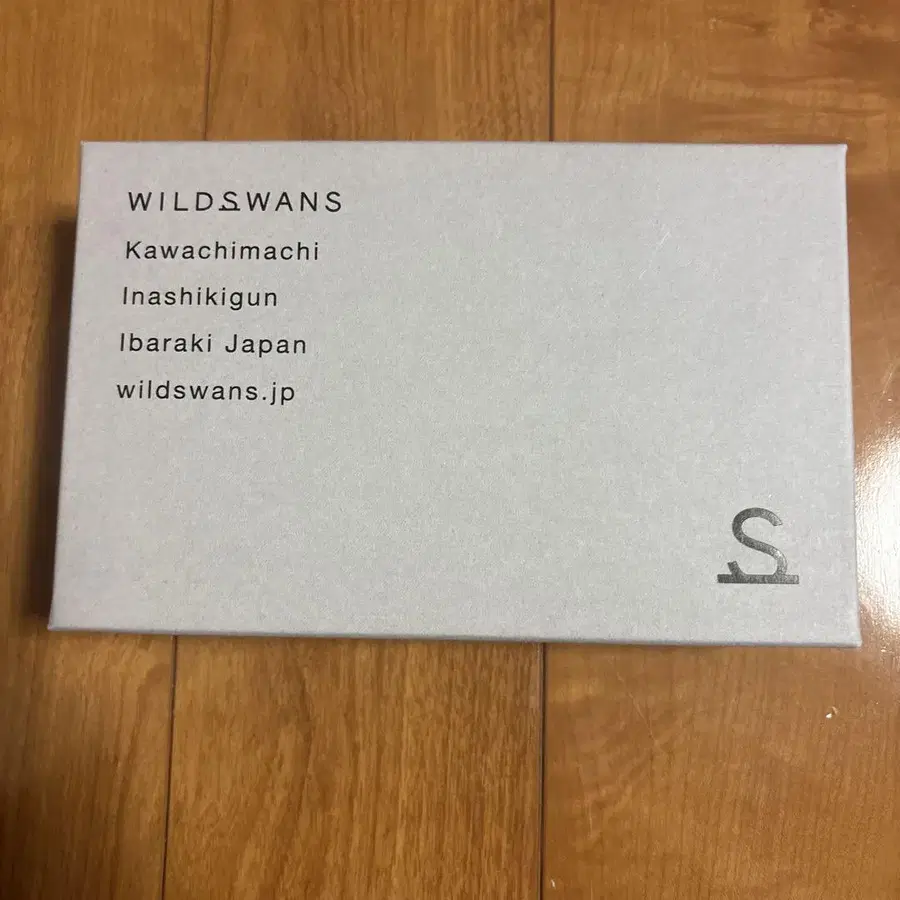 WILDSWANS
Kawachimachi
Inashikigun
Ibaraki Japan
wildswans.jp
S